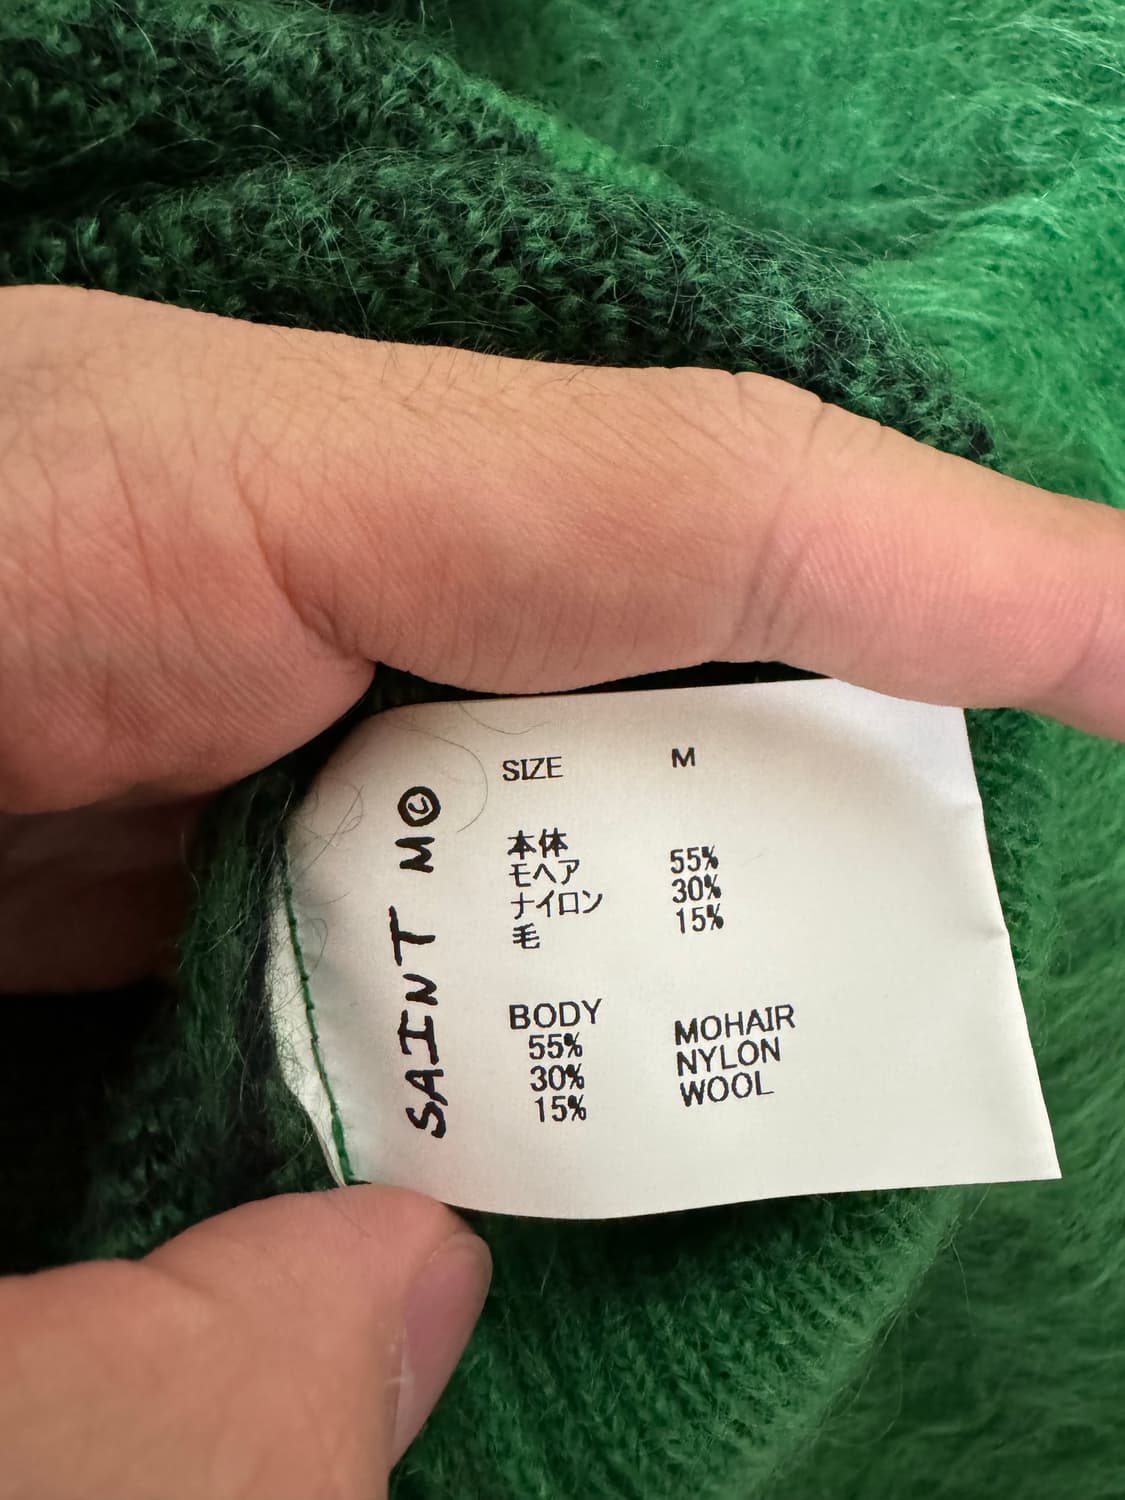 SAINT M©
SIZE M
本体
モヘア 55%
ナイロン 30%
毛 15%
BODY
55% MOHAIR
30% NYLON
15% WOOL